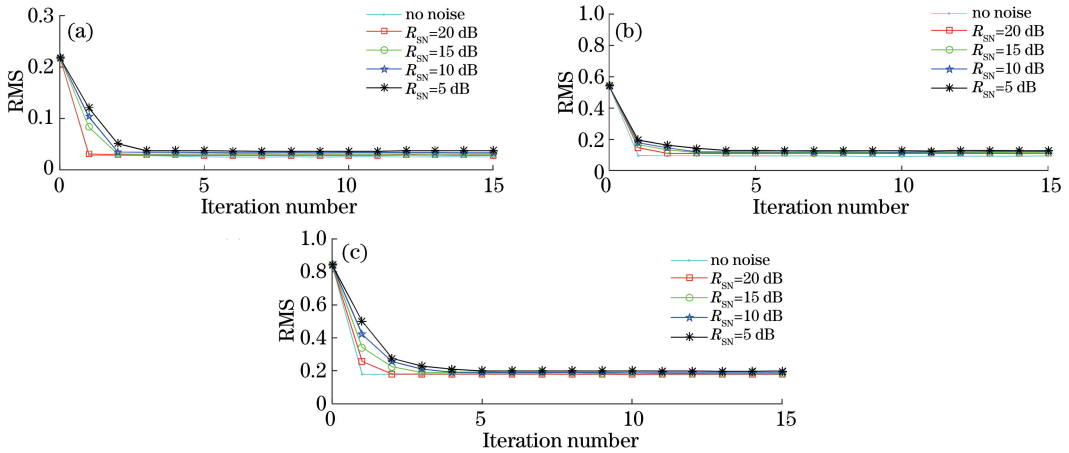 (a)
RMS
0.3
0.2
0.1
0
0 5 10 15
Iteration number
no noise
R_SN=20 dB
R_SN=15 dB
R_SN=10 dB
R_SN=5 dB
(b)
RMS
1.0
0.8
0.6
0.4
0.2
0
0 5 10 15
Iteration number
no noise
R_SN=20 dB
R_SN=15 dB
R_SN=10 dB
R_SN=5 dB
(c)
RMS
1.0
0.8
0.6
0.4
0.2
0
0 5 10 15
Iteration number
no noise
R_SN=20 dB
R_SN=15 dB
R_SN=10 dB
R_SN=5 dB